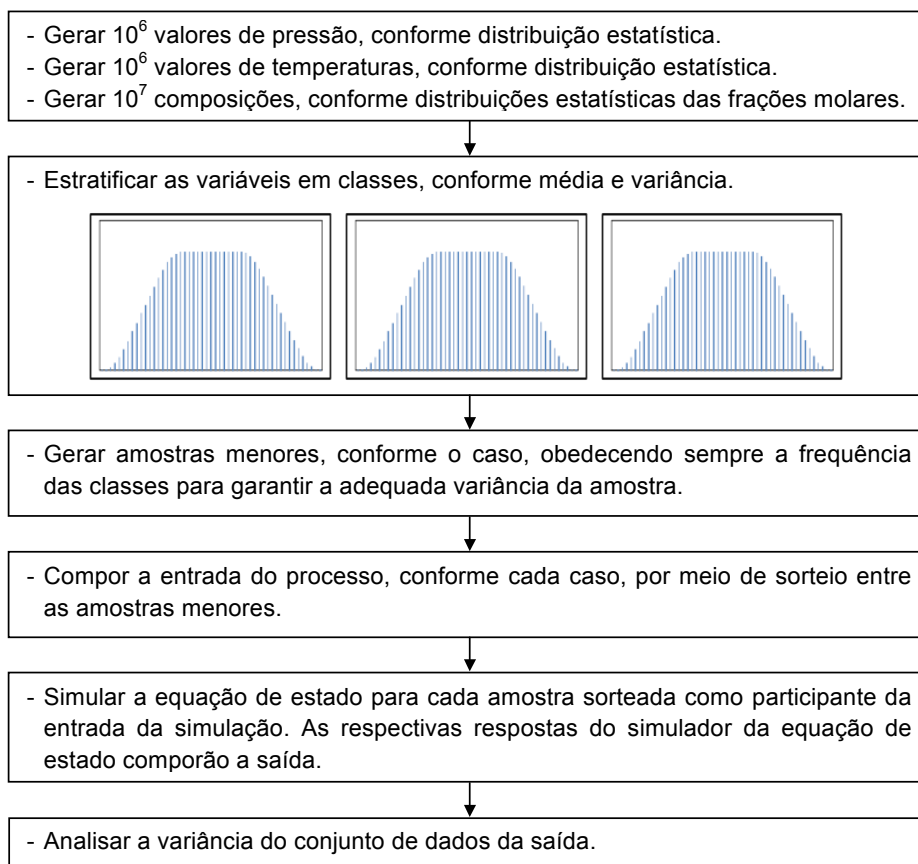 - Gerar 10⁶ valores de pressão, conforme distribuição estatística.
- Gerar 10⁶ valores de temperaturas, conforme distribuição estatística.
- Gerar 10⁷ composições, conforme distribuições estatísticas das frações molares.
- Estratificar as variáveis em classes, conforme média e variância.
- Gerar amostras menores, conforme o caso, obedecendo sempre a frequência
das classes para garantir a adequada variância da amostra.
- Compor a entrada do processo, conforme cada caso, por meio de sorteio entre
as amostras menores.
- Simular a equação de estado para cada amostra sorteada como participante da
entrada da simulação. As respectivas respostas do simulador da equação de
estado comporão a saída.
- Analisar a variância do conjunto de dados da saída.